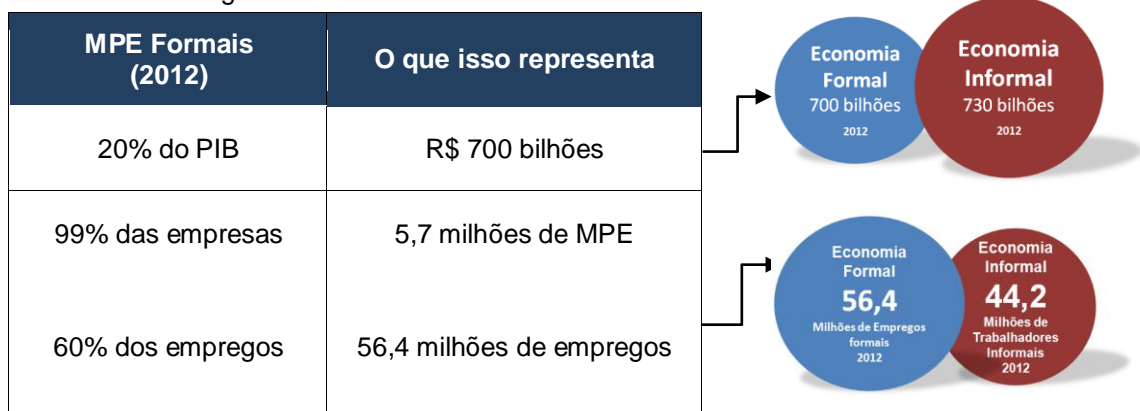 MPE Formais
(2012)
O que isso representa
20% do PIB
R$ 700 bilhões
99% das empresas
5,7 milhões de MPE
60% dos empregos
56,4 milhões de empregos
Economia
Formal
700 bilhões
2012
Economia
Informal
730 bilhões
2012
Economia
Formal
56,4
Milhões de Empregos
formais
2012
Economia
Informal
44,2
Milhões de
Trabalhadores
Informais
2012